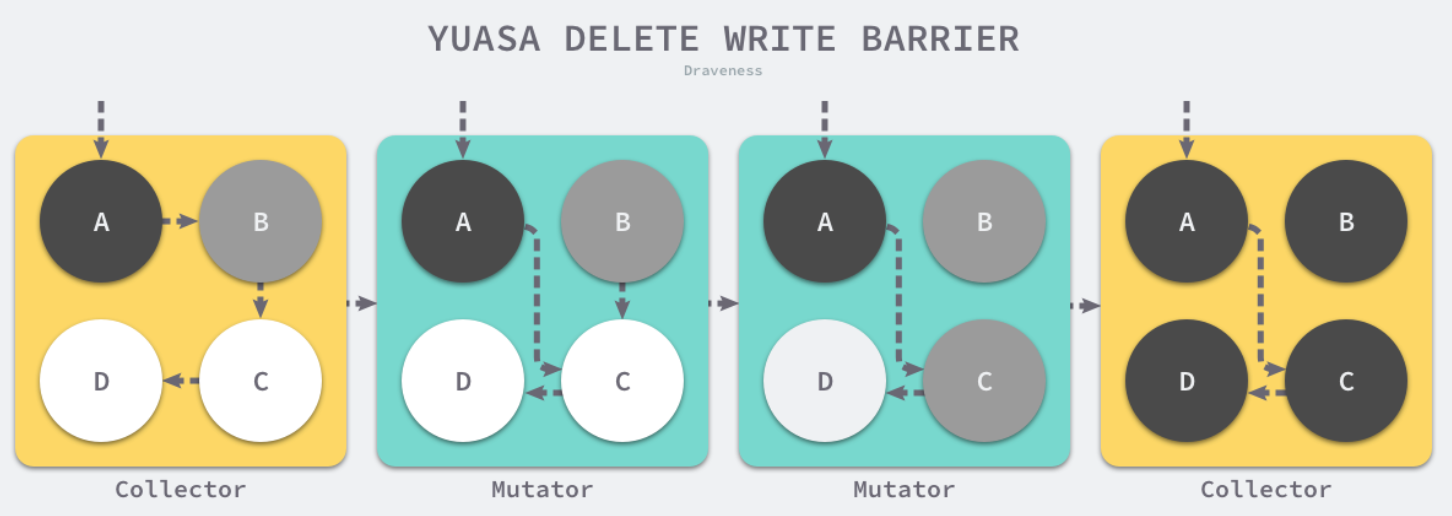 YUASA DELETE WRITE BARRIER
Draveness
A B
D C
Collector
A B
D C
Mutator
A B
D C
Mutator
A B
D C
Collector